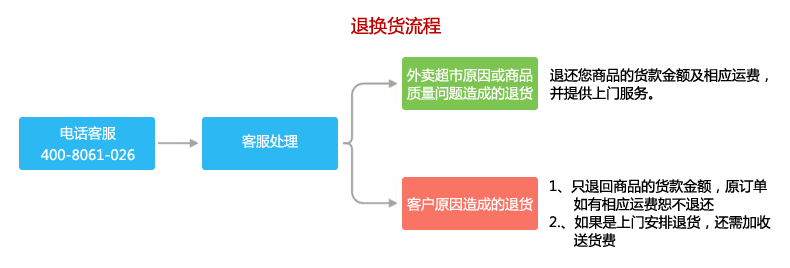 退换货流程
电话客服
400-8061-026
客服处理
外卖超市原因或商品
质量问题造成的退货
退还您商品的货款金额及相应运费，
并提供上门服务。
客户原因造成的退货
1、只退回商品的货款金额，原订单
如有相应运费恕不退还
2.、如果是上门安排退货，还需加收
送货费